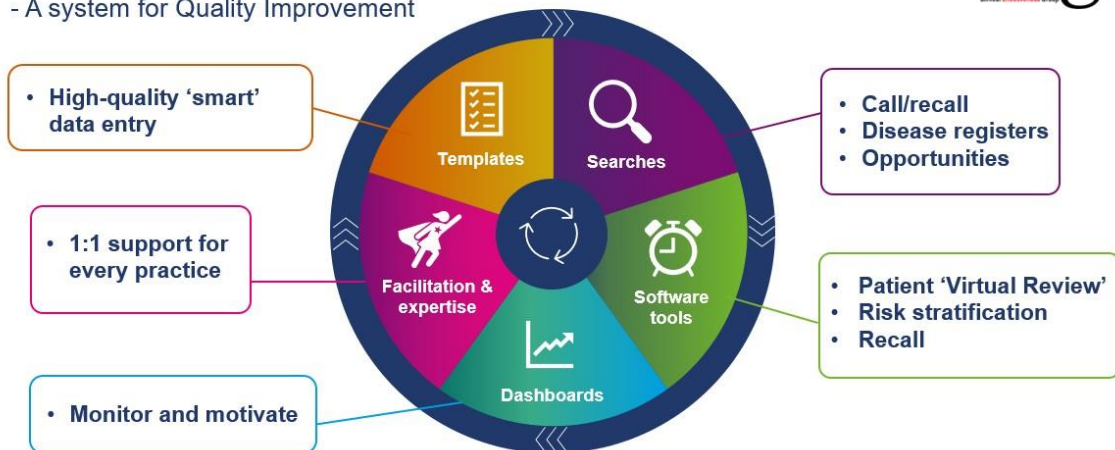 - A system for Quality Improvement
• High-quality ‘smart’
data entry
Templates
Searches
• Call/recall
• Disease registers
• Opportunities
• 1:1 support for
every practice
Facilitation &
expertise
Software
tools
• Patient ‘Virtual Review’
• Risk stratification
• Recall
Dashboards
• Monitor and motivate